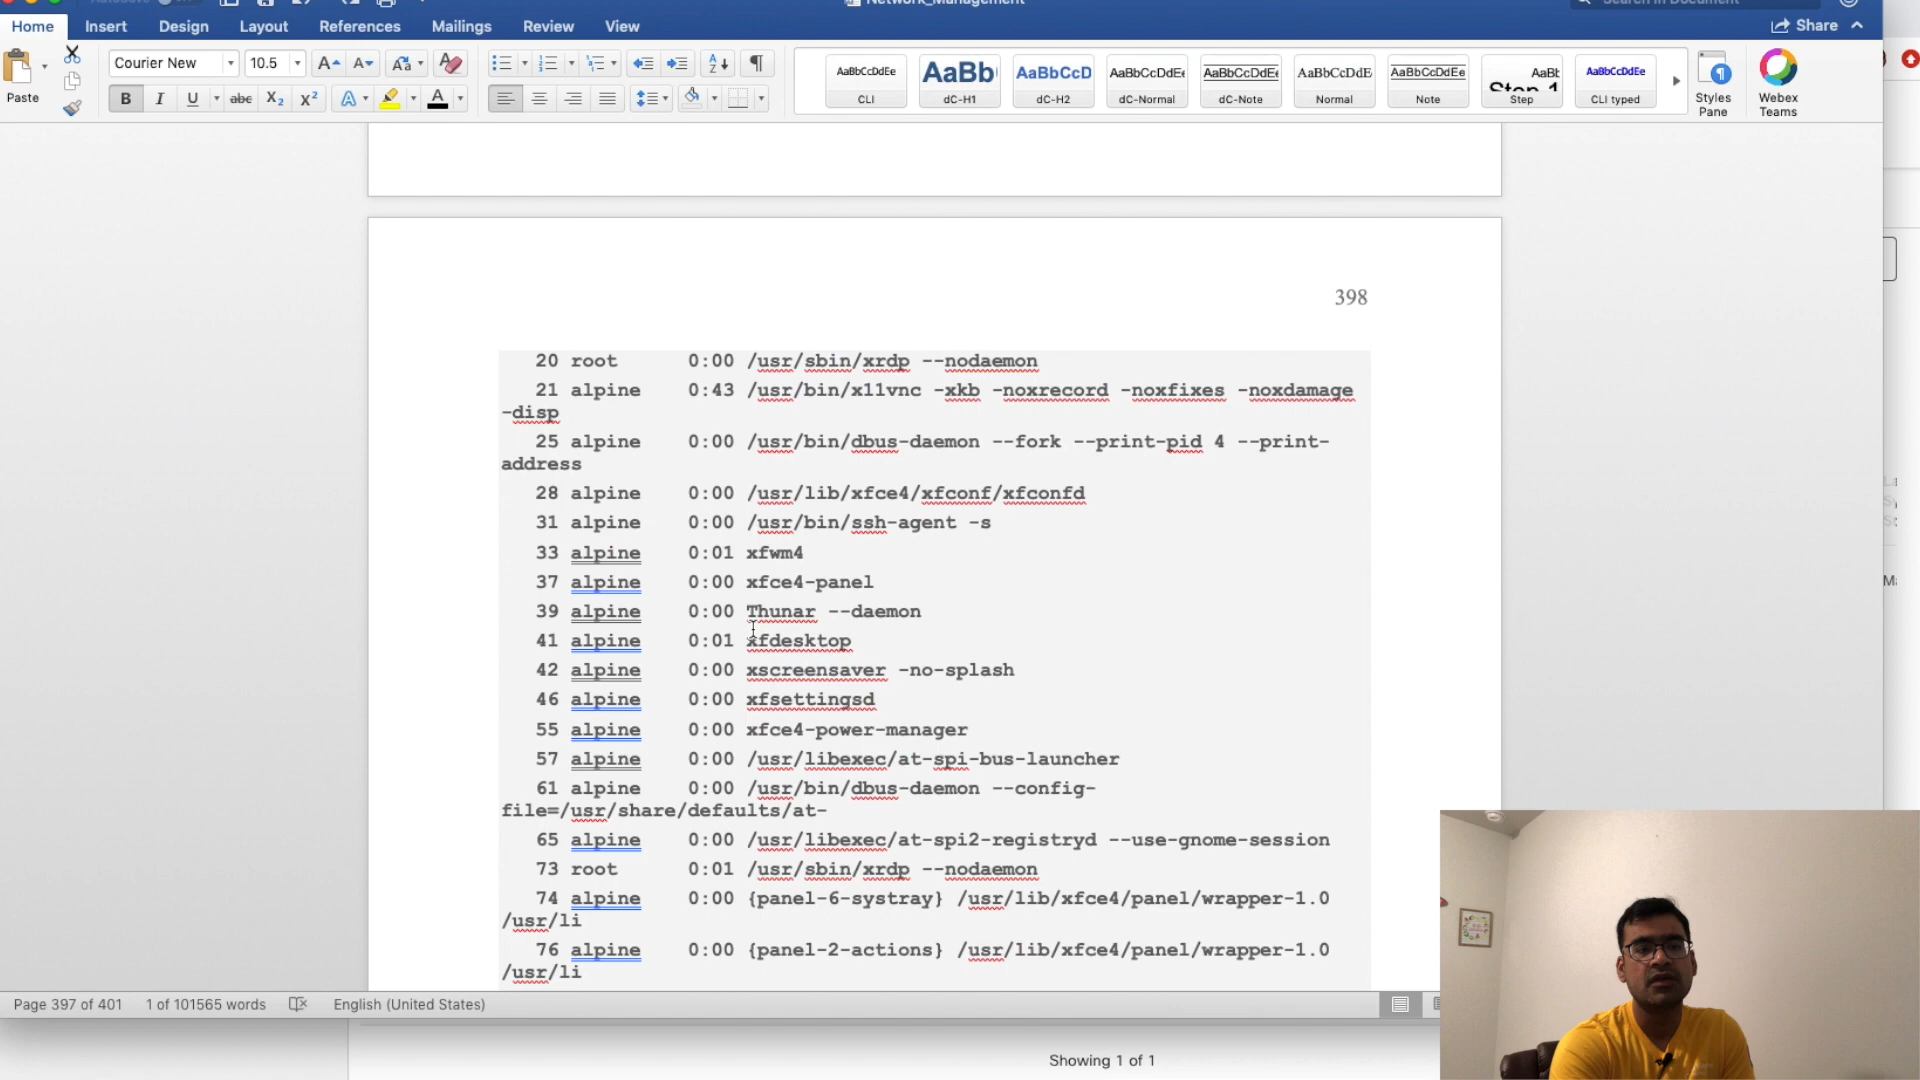 Network_Management
Search in Document
Home Insert Design Layout References Mailings Review View
Share
Paste
Courier New 10.5
B I U abc X₂ X²
AaBbCcDdEe AaBb AaBbCcD AaBbCcDdEe AaBbCcDdEe AaBbCcDdE AaBbCcDdEe AaBb AaBbCcDdEe
CLI dC-H1 dC-H2 dC-Normal dC-Note Normal Note Step CLI typed
Styles Pane
Webex Teams
398
20 root 0:00 /usr/sbin/xrdp --nodaemon
21 alpine 0:43 /usr/bin/x11vnc -xkb -noxrecord -noxfixes -noxdamage
-disp
25 alpine 0:00 /usr/bin/dbus-daemon --fork --print-pid 4 --print-
address
28 alpine 0:00 /usr/lib/xfce4/xfconf/xfconfd
31 alpine 0:00 /usr/bin/ssh-agent -s
33 alpine 0:01 xfwm4
37 alpine 0:00 xfce4-panel
39 alpine 0:00 Thunar --daemon
41 alpine 0:01 xfdesktop
42 alpine 0:00 xscreensaver -no-splash
46 alpine 0:00 xfsettingsd
55 alpine 0:00 xfce4-power-manager
57 alpine 0:00 /usr/libexec/at-spi-bus-launcher
61 alpine 0:00 /usr/bin/dbus-daemon --config-
file=/usr/share/defaults/at-
65 alpine 0:00 /usr/libexec/at-spi2-registryd --use-gnome-session
73 root 0:01 /usr/sbin/xrdp --nodaemon
74 alpine 0:00 {panel-6-systray} /usr/lib/xfce4/panel/wrapper-1.0
/usr/li
76 alpine 0:00 {panel-2-actions} /usr/lib/xfce4/panel/wrapper-1.0
/usr/li
Page 397 of 401 1 of 101565 words English (United States)
Showing 1 of 1